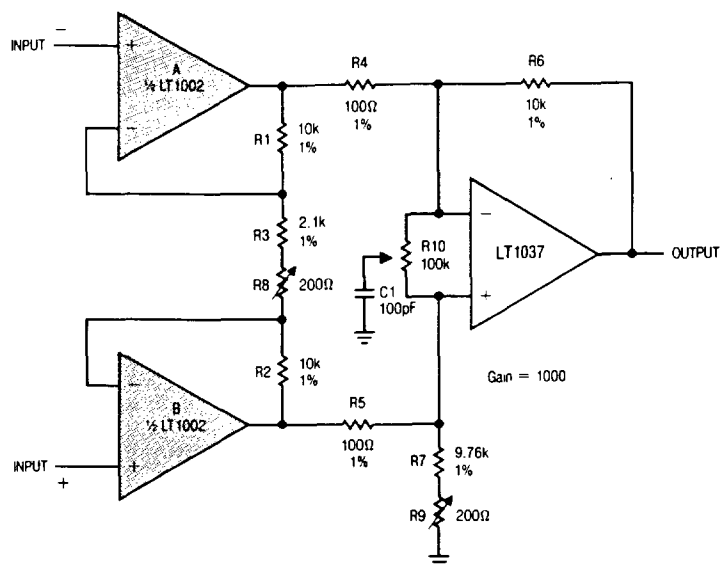 −
INPUT
+
A
½ LT1002
−
R4
100Ω
1%
R6
10k
1%
R1
10k
1%
R3
2.1k
1%
R8
200Ω
R10
100k
C1
100pF
−
LT1037
+
OUTPUT
Gain = 1000
R2
10k
1%
−
B
½ LT1002
+
INPUT
+
R5
100Ω
1%
R7
9.76k
1%
R9
200Ω